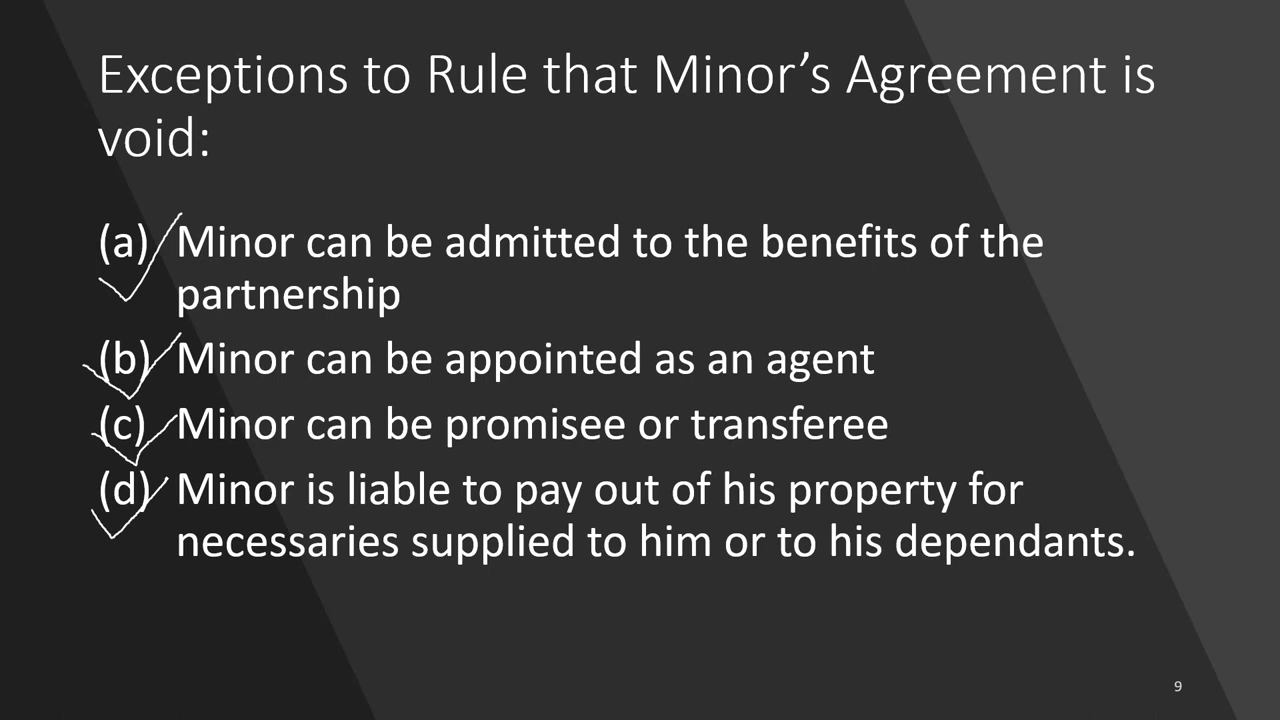 Exceptions to Rule that Minor’s Agreement is
void:
(a) Minor can be admitted to the benefits of the
partnership
(b) Minor can be appointed as an agent
(c) Minor can be promisee or transferee
(d) Minor is liable to pay out of his property for
necessaries supplied to him or to his dependants.
9